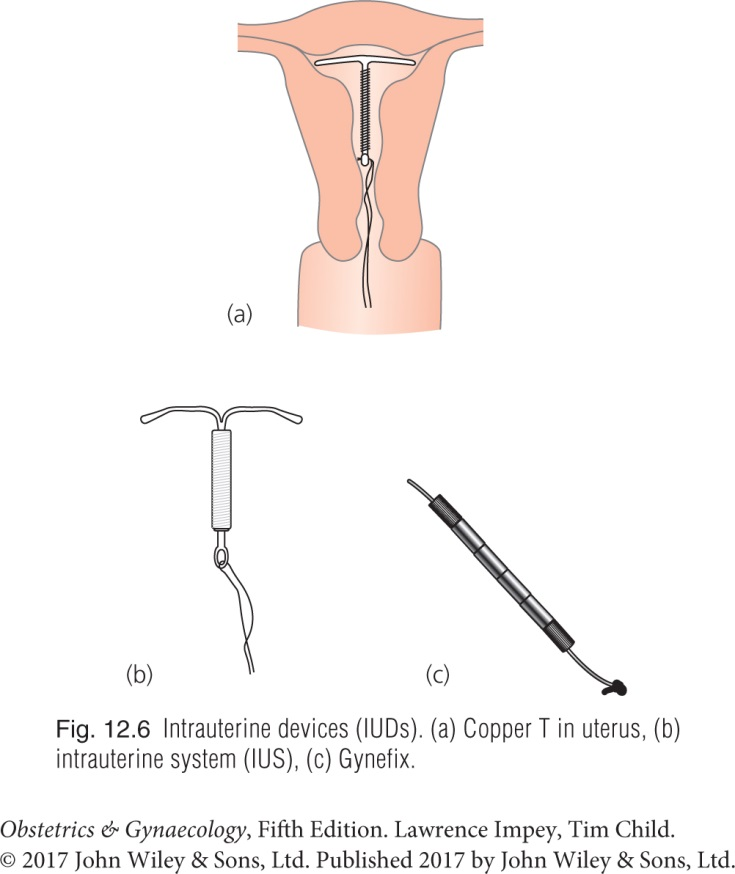 (a)
(b)
(c)
Fig. 12.6 Intrauterine devices (IUDs). (a) Copper T in uterus, (b)
intrauterine system (IUS), (c) Gynefix.
Obstetrics & Gynaecology, Fifth Edition. Lawrence Impey, Tim Child.
© 2017 John Wiley & Sons, Ltd. Published 2017 by John Wiley & Sons, Ltd.